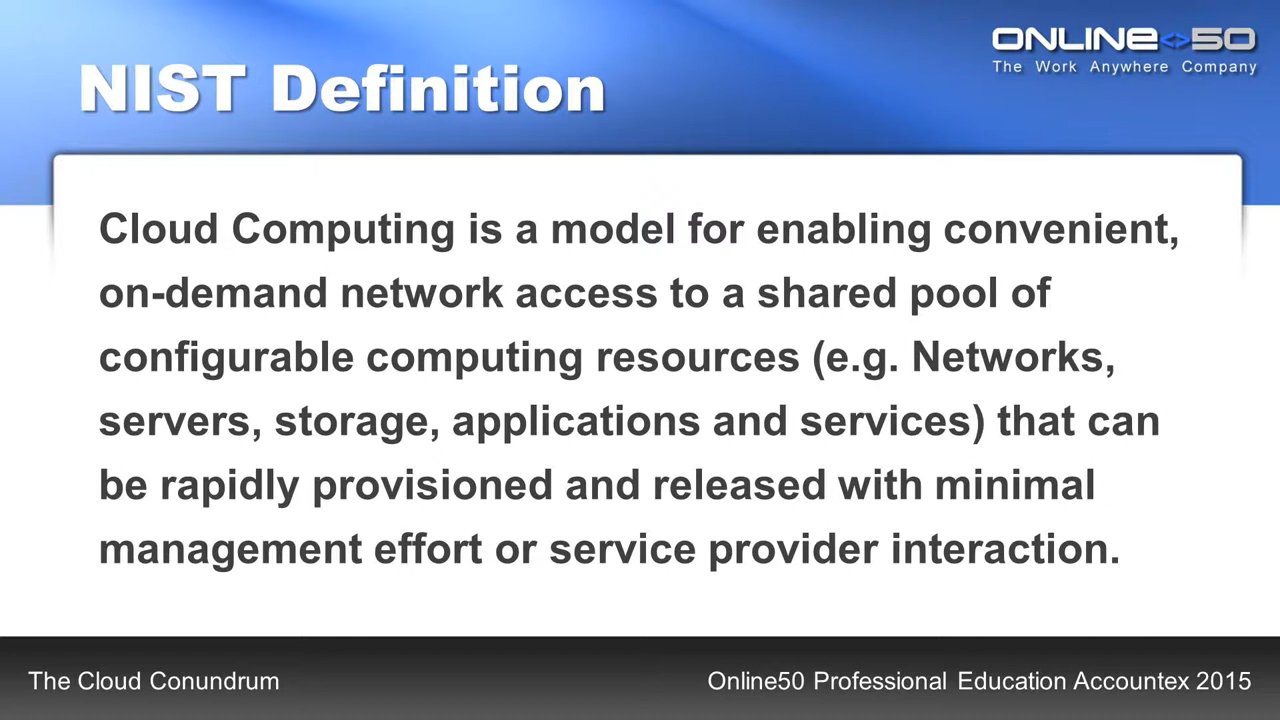 ONLINE<>50
The Work Anywhere Company
NIST Definition
Cloud Computing is a model for enabling convenient,
on-demand network access to a shared pool of
configurable computing resources (e.g. Networks,
servers, storage, applications and services) that can
be rapidly provisioned and released with minimal
management effort or service provider interaction.
The Cloud Conundrum
Online50 Professional Education Accountex 2015